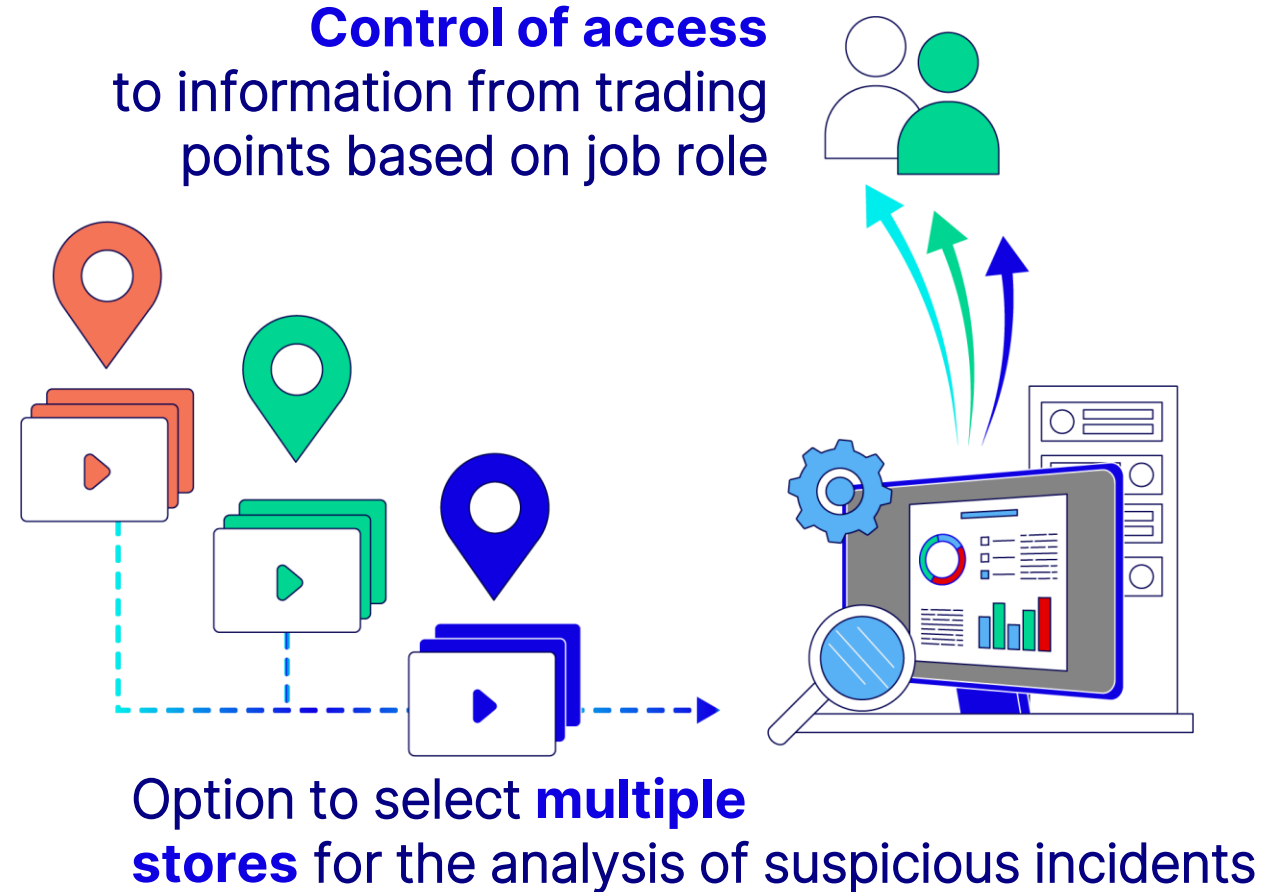 Control of access
to information from trading
points based on job role
Option to select multiple
stores for the analysis of suspicious incidents